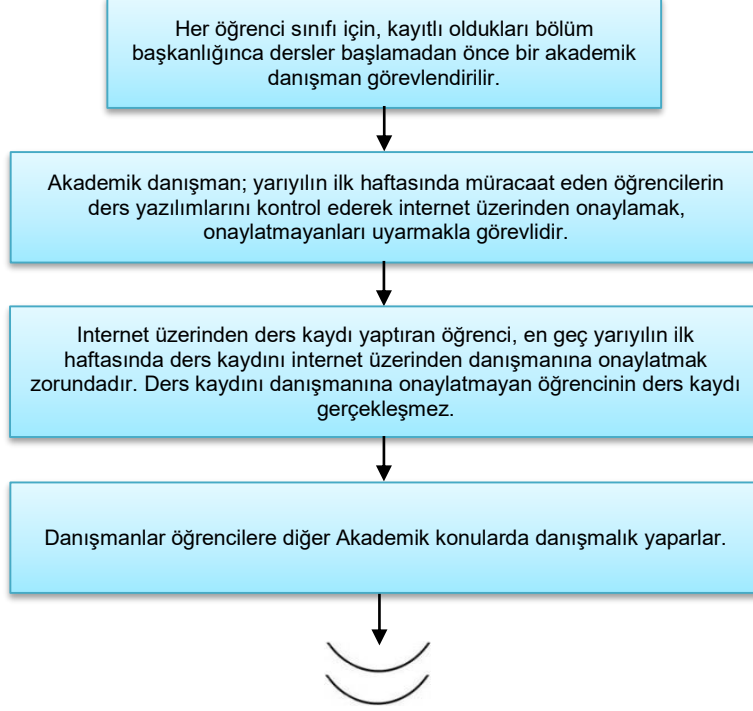 Her öğrenci sınıfı için, kayıtlı oldukları bölüm
başkanlığınca dersler başlamadan önce bir akademik
danışman görevlendirilir.
Akademik danışman; yarıyılın ilk haftasında müracaat eden öğrencilerin
ders yazılımlarını kontrol ederek internet üzerinden onaylamak,
onaylatmayanları uyarmakla görevlidir.
Internet üzerinden ders kaydı yaptıran öğrenci, en geç yarıyılın ilk
haftasında ders kaydını internet üzerinden danışmanına onaylatmak
zorundadır. Ders kaydını danışmanına onaylatmayan öğrencinin ders kaydı
gerçekleşmez.
Danışmanlar öğrencilere diğer Akademik konularda danışmalık yaparlar.